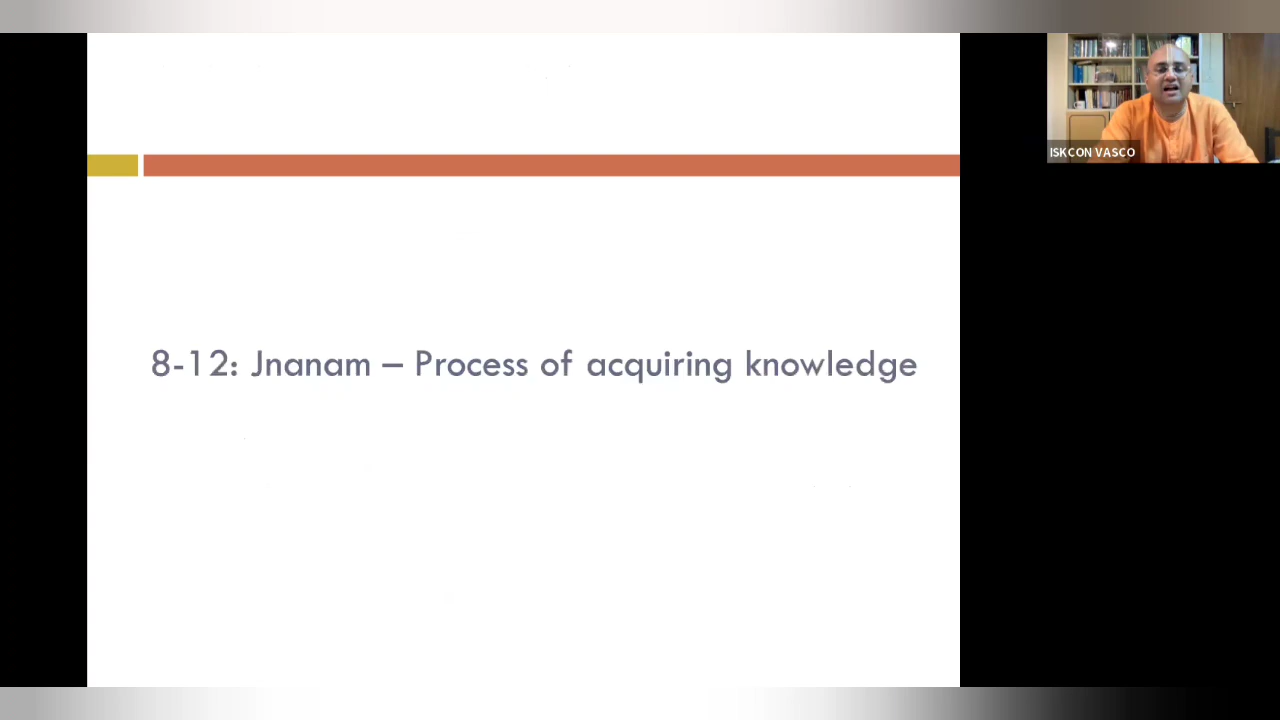 ISKCON VASCO
8-12: Jnanam – Process of acquiring knowledge